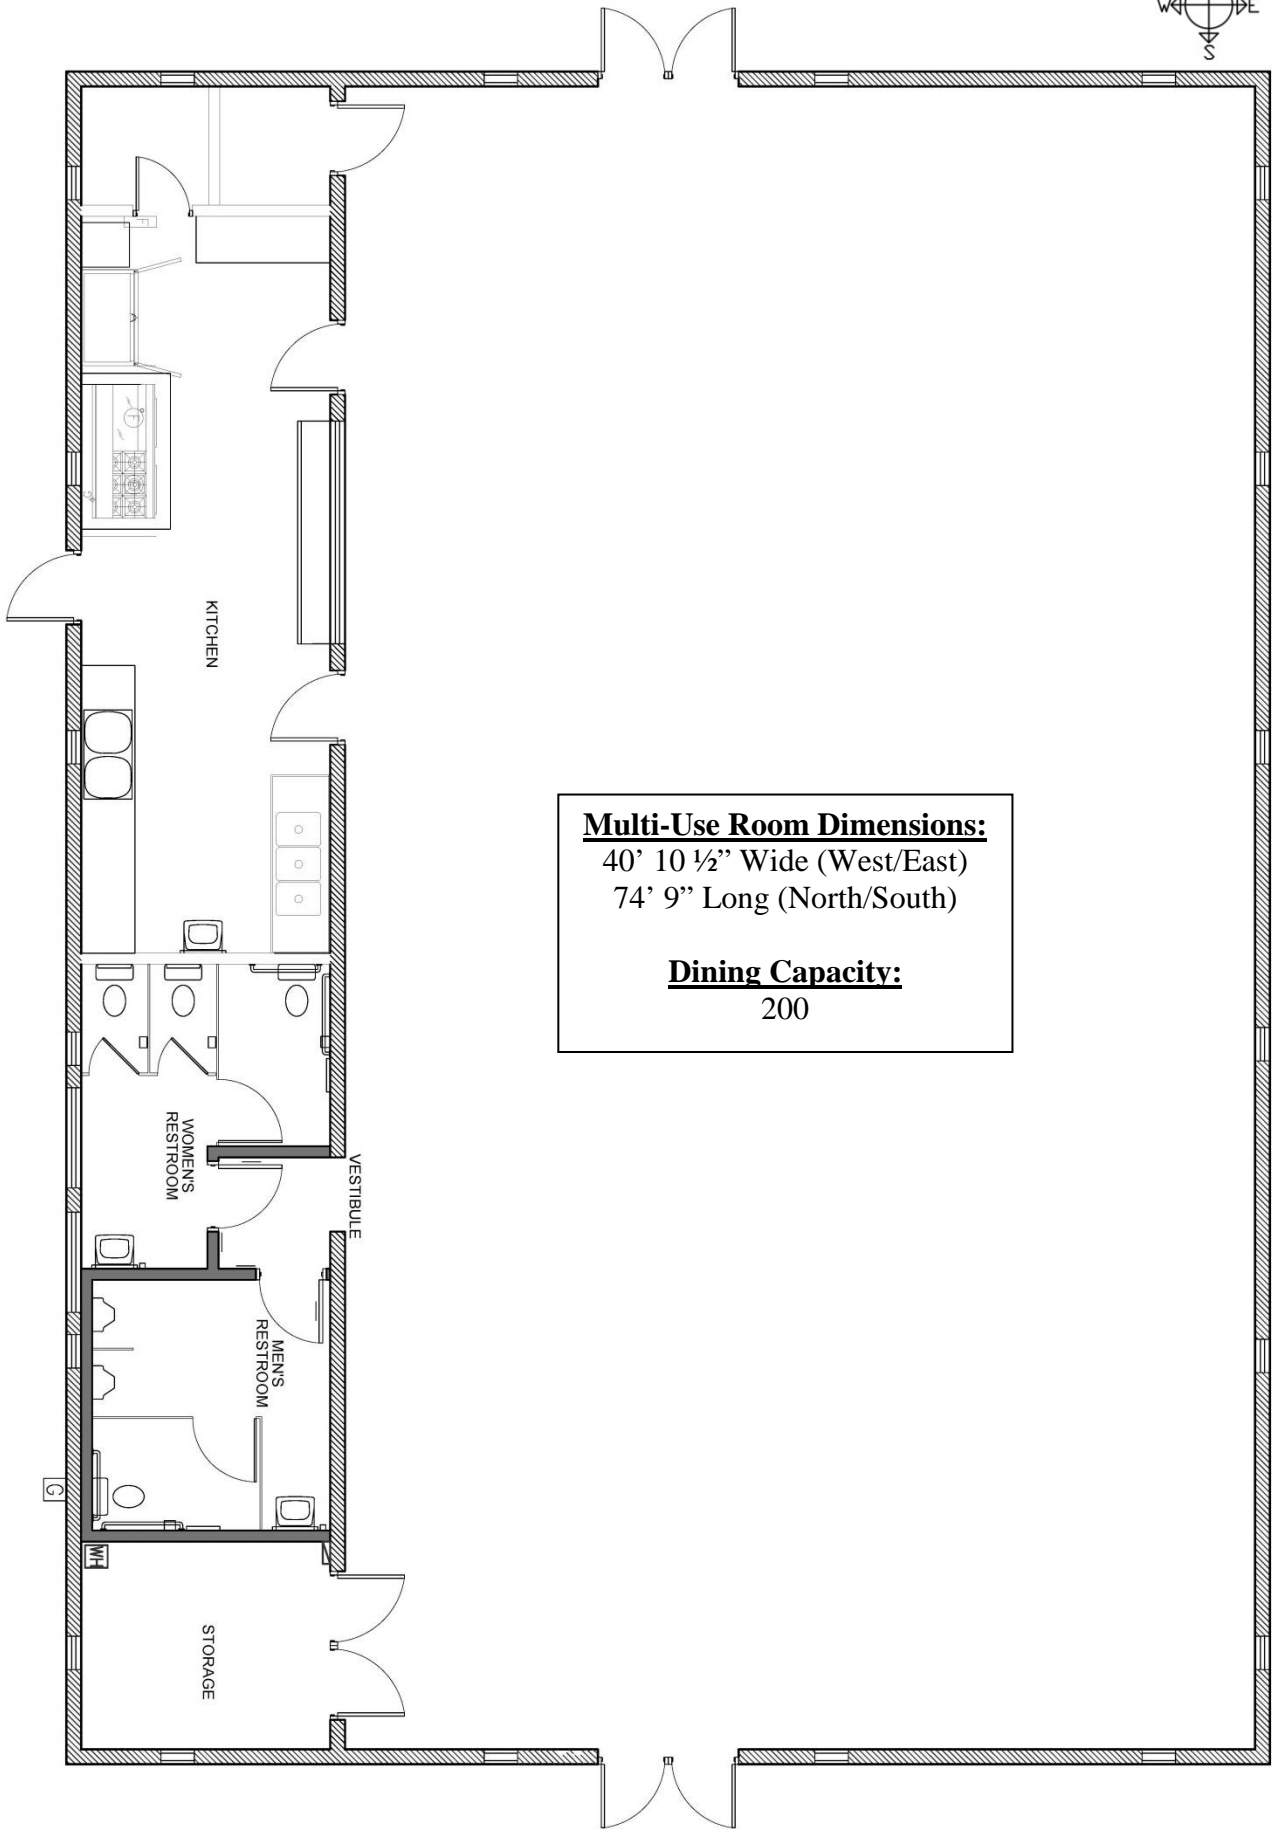 W E
S
F
F
G
KITCHEN
Multi-Use Room Dimensions:
40’ 10 ½” Wide (West/East)
74’ 9” Long (North/South)
Dining Capacity:
200
WOMEN'S
RESTROOM
VESTIBULE
MEN'S
RESTROOM
G
WH
STORAGE